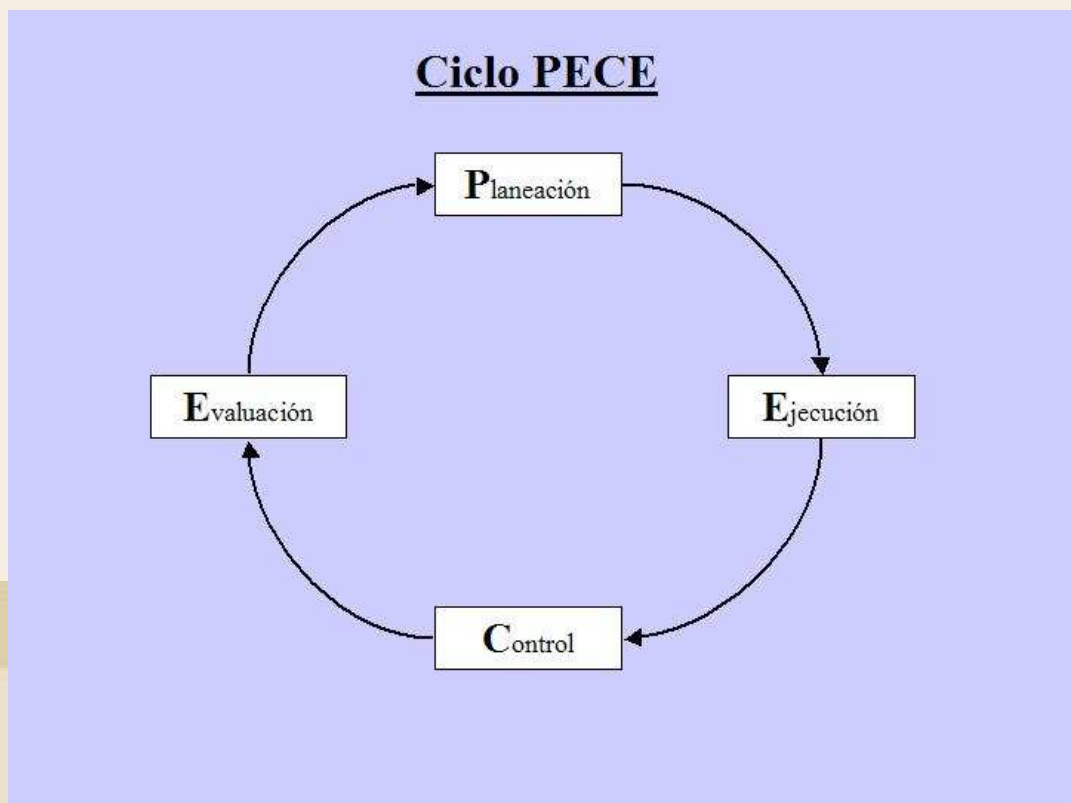 Ciclo PECE
Planeación
Evaluación
Ejecución
Control